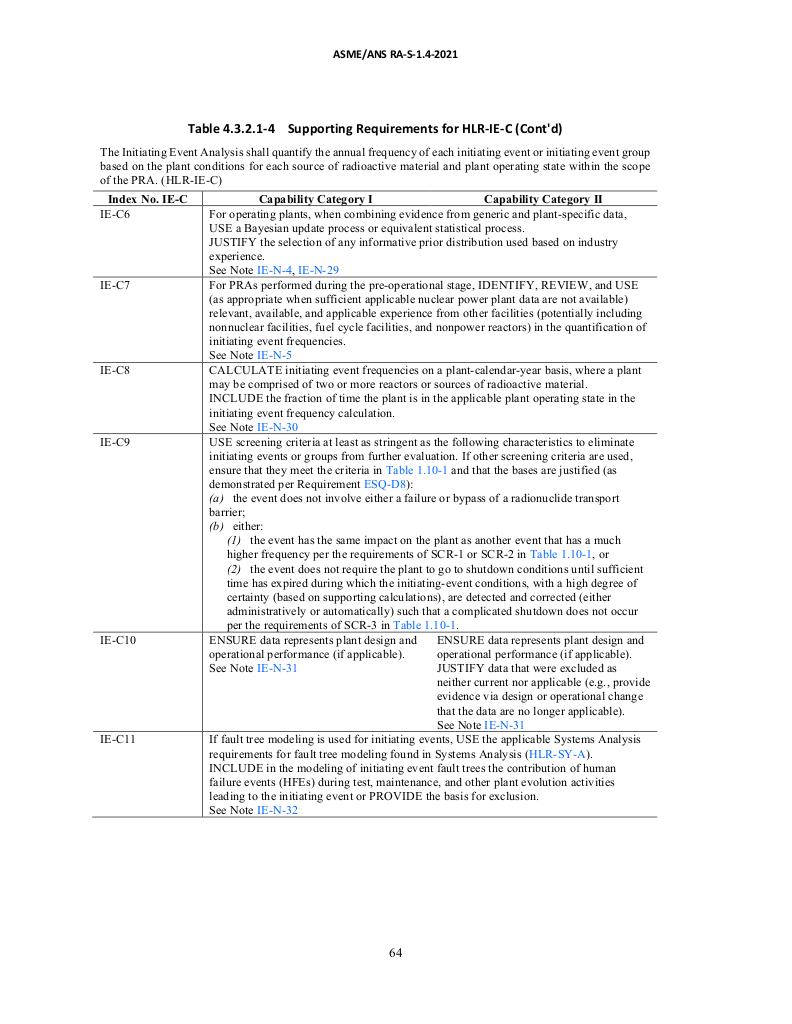 ASME/ANS RA-S-1.4-2021
Table 4.3.2.1-4 Supporting Requirements for HLR-IE-C (Cont'd)
The Initiating Event Analysis shall quantify the annual frequency of each initiating event or initiating event group
based on the plant conditions for each source of radioactive material and plant operating state within the scope
of the PRA. (HLR-IE-C)
Index No. IE-C Capability Category I Capability Category II
IE-C6 For operating plants, when combining evidence from generic and plant-specific data,
USE a Bayesian update process or equivalent statistical process.
JUSTIFY the selection of any informative prior distribution used based on industry
experience.
See Note IE-N-4, IE-N-29
IE-C7 For PRAs performed during the pre-operational stage, IDENTIFY, REVIEW, and USE
(as appropriate when sufficient applicable nuclear power plant data are not available)
relevant, available, and applicable experience from other facilities (potentially including
nonnuclear facilities, fuel cycle facilities, and nonpower reactors) in the quantification of
initiating event frequencies.
See Note IE-N-5
IE-C8 CALCULATE initiating event frequencies on a plant-calendar-year basis, where a plant
may be comprised of two or more reactors or sources of radioactive material.
INCLUDE the fraction of time the plant is in the applicable plant operating state in the
initiating event frequency calculation.
See Note IE-N-30
IE-C9 USE screening criteria at least as stringent as the following characteristics to eliminate
initiating events or groups from further evaluation. If other screening criteria are used,
ensure that they meet the criteria in Table 1.10-1 and that the bases are justified (as
demonstrated per Requirement ESQ-D8):
(a) the event does not involve either a failure or bypass of a radionuclide transport
barrier;
(b) either:
(1) the event has the same impact on the plant as another event that has a much
higher frequency per the requirements of SCR-1 or SCR-2 in Table 1.10-1, or
(2) the event does not require the plant to go to shutdown conditions until sufficient
time has expired during which the initiating-event conditions, with a high degree of
certainty (based on supporting calculations), are detected and corrected (either
administratively or automatically) such that a complicated shutdown does not occur
per the requirements of SCR-3 in Table 1.10-1.
IE-C10 ENSURE data represents plant design and
operational performance (if applicable).
See Note IE-N-31
ENSURE data represents plant design and
operational performance (if applicable).
JUSTIFY data that were excluded as
neither current nor applicable (e.g., provide
evidence via design or operational change
that the data are no longer applicable).
See Note IE-N-31
IE-C11 If fault tree modeling is used for initiating events, USE the applicable Systems Analysis
requirements for fault tree modeling found in Systems Analysis (HLR-SY-A).
INCLUDE in the modeling of initiating event fault trees the contribution of human
failure events (HFEs) during test, maintenance, and other plant evolution activities
leading to the initiating event or PROVIDE the basis for exclusion.
See Note IE-N-32
64